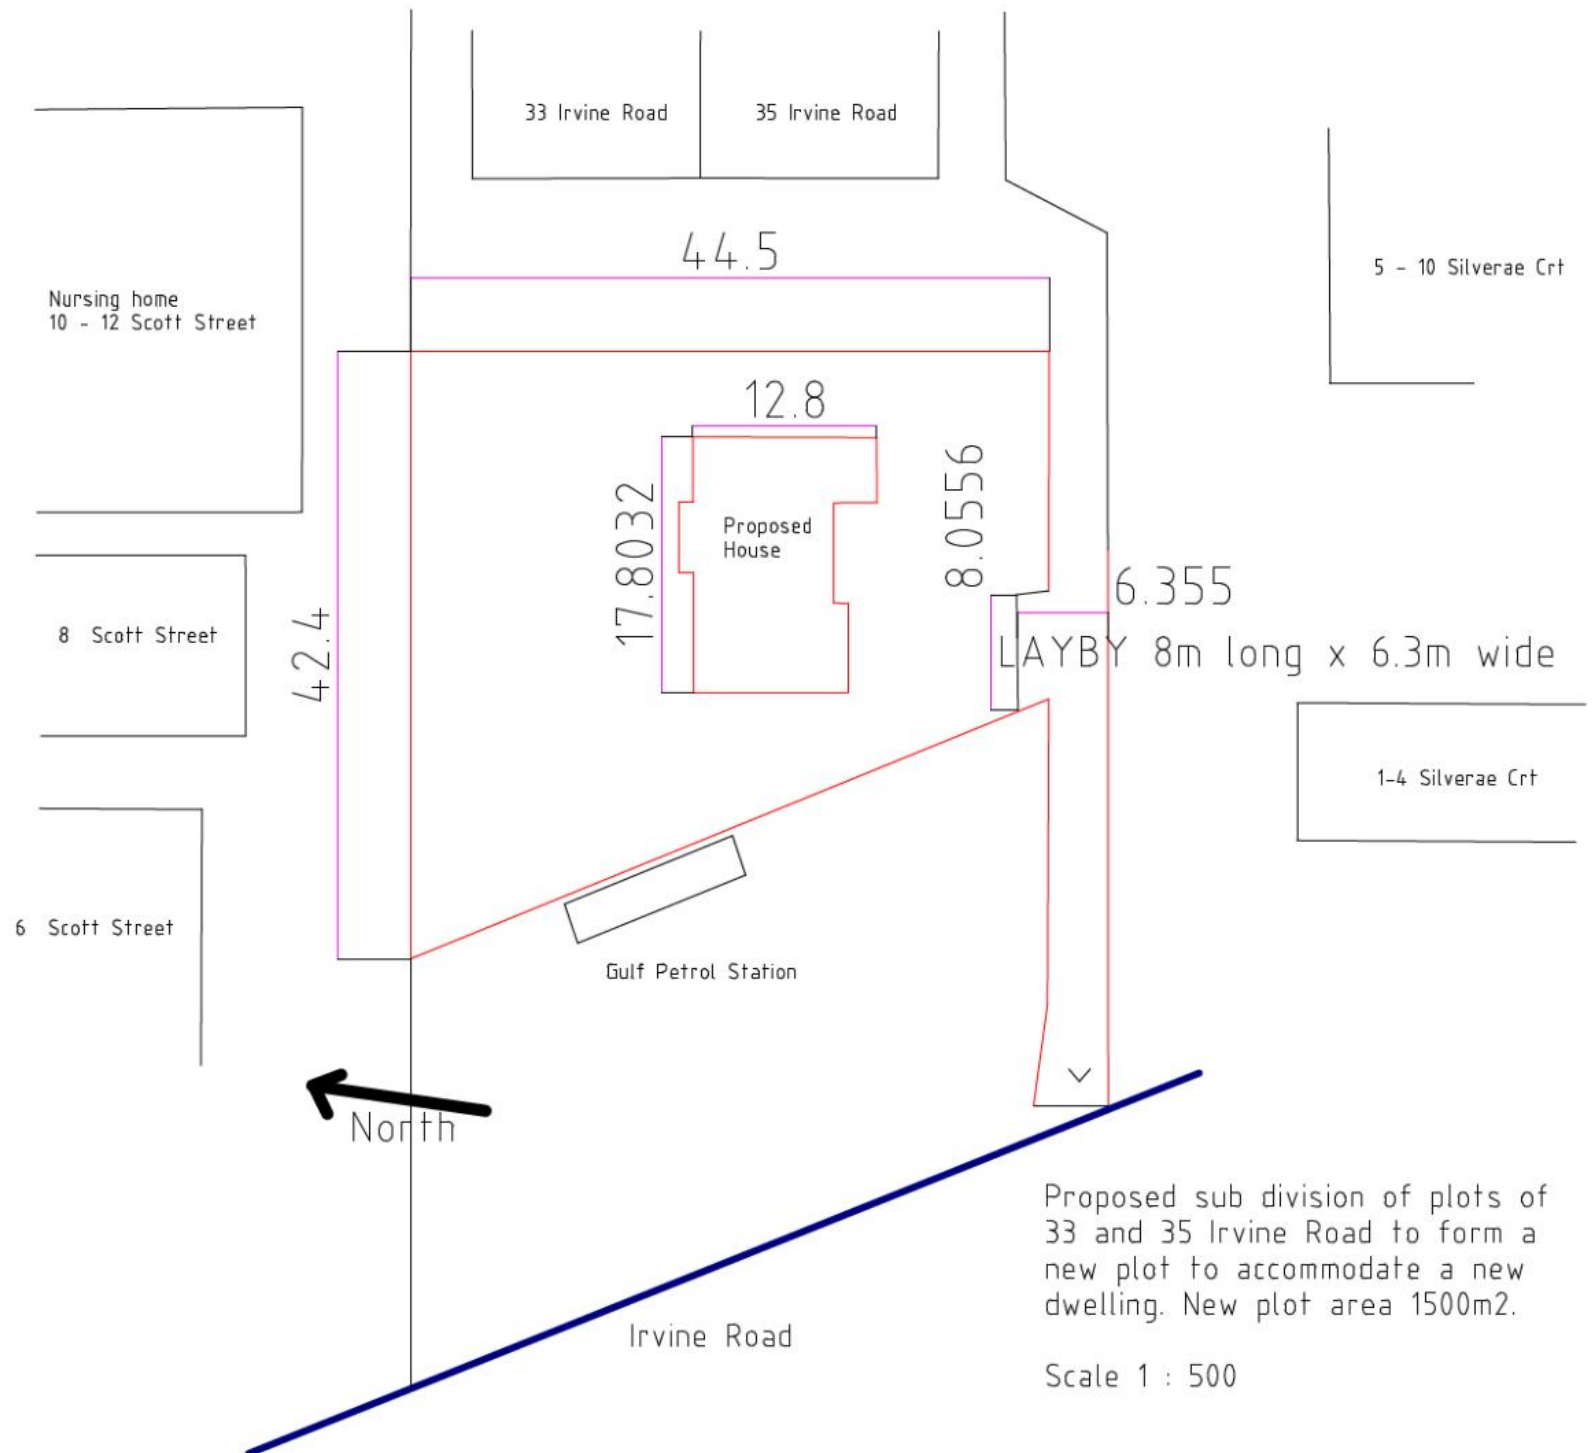 33 Irvine Road
35 Irvine Road
44.5
5 - 10 Silverae Crt
Nursing home
10 - 12 Scott Street
12.8
8.0556
17.8032
Proposed
House
6.355
42.4
8 Scott Street
LAYBY 8m long x 6.3m wide
1-4 Silverae Crt
6 Scott Street
Gulf Petrol Station
North
Proposed sub division of plots of
33 and 35 Irvine Road to form a
new plot to accommodate a new
dwelling. New plot area 1500m2.
Irvine Road
Scale 1 : 500